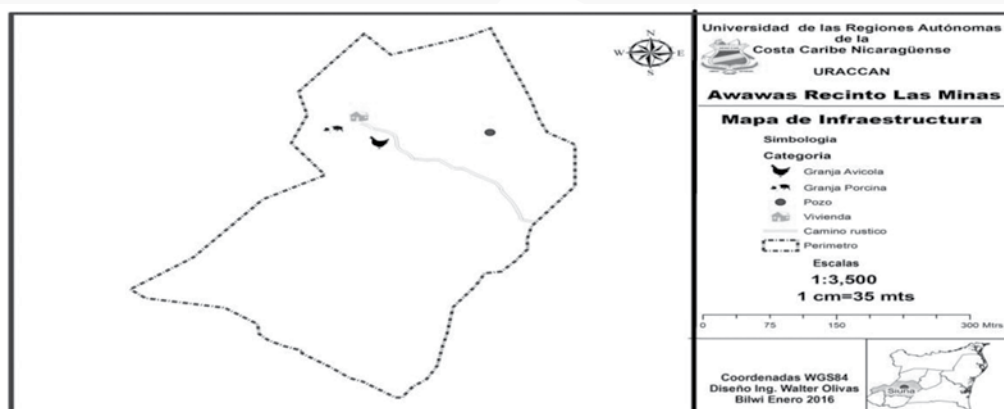 W
E
S
Universidad de las Regiones Autónomas
de la
Costa Caribe Nicaragüense
URACCAN
Awawas Recinto Las Minas
Mapa de Infraestructura
Simbologia
Categoria
Granja Avicola
Granja Porcina
Pozo
Vivienda
Camino rustico
Perimetro
Escalas
1:3,500
1 cm=35 mts
0 75 150 300 Mtrs
Coordenadas WGS84
Diseño Ing. Walter Olivas
Bilwi Enero 2016
Siuna